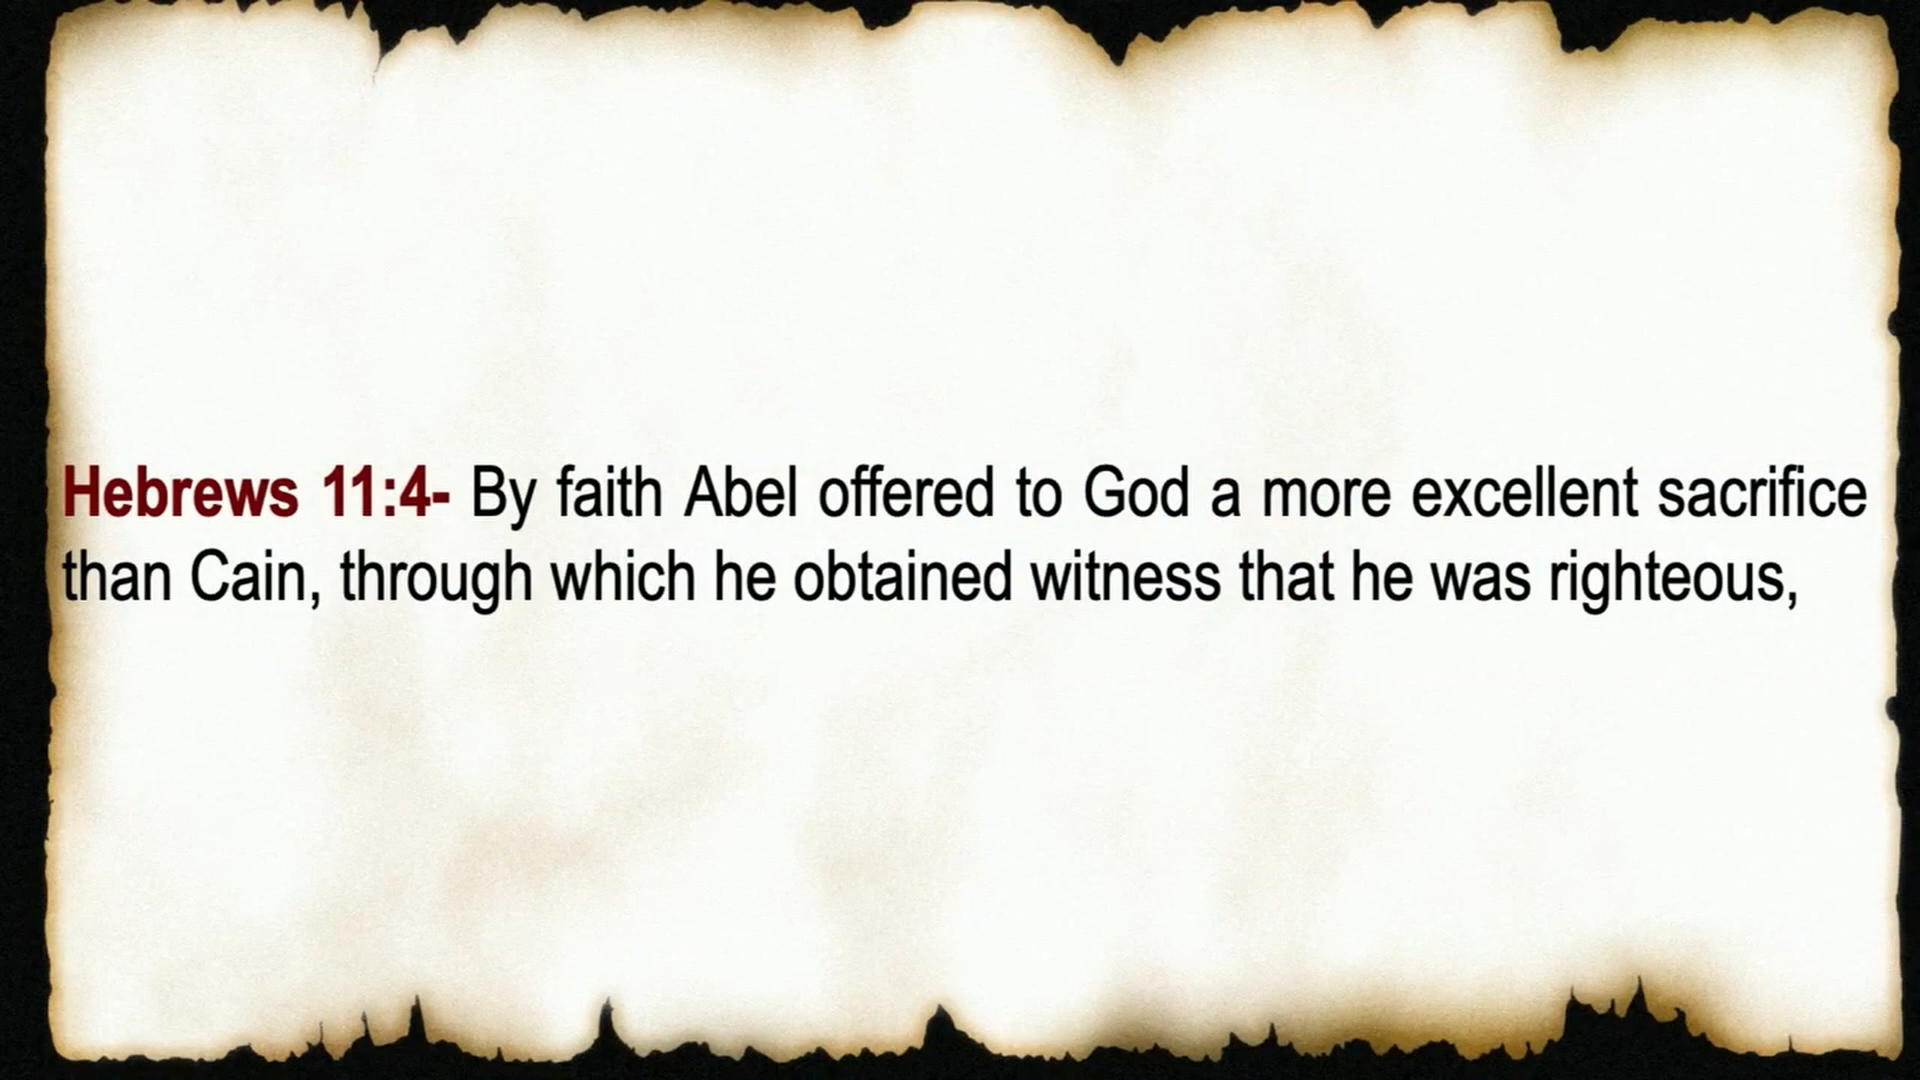 Hebrews 11:4- By faith Abel offered to God a more excellent sacrifice
than Cain, through which he obtained witness that he was righteous,